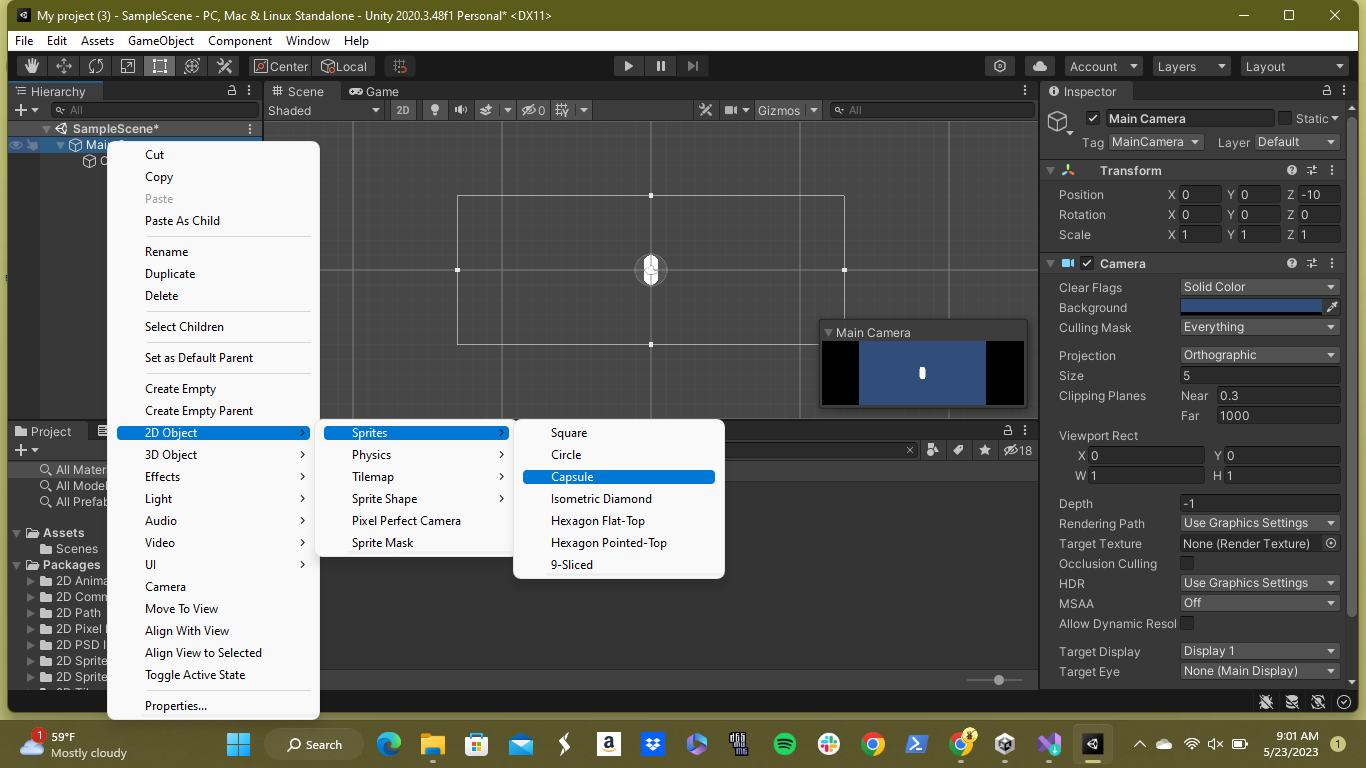 My project (3) - SampleScene - PC, Mac & Linux Standalone - Unity 2020.3.48f1 Personal* <DX11>
File Edit Assets GameObject Component Window Help
Center Local Account Layers Layout
Hierarchy
All
SampleScene*
Scene Game
Shaded 2D 0 Gizmos All
Cut
Copy
Paste
Paste As Child
Rename
Duplicate
Delete
Select Children
Set as Default Parent
Create Empty
Create Empty Parent
2D Object
3D Object
Effects
Light
Audio
Video
UI
Camera
Move To View
Align With View
Align View to Selected
Toggle Active State
Properties...
Sprites
Physics
Tilemap
Sprite Shape
Pixel Perfect Camera
Sprite Mask
Square
Circle
Capsule
Isometric Diamond
Hexagon Flat-Top
Hexagon Pointed-Top
9-Sliced
Main Camera
Inspector
Main Camera Static
Tag MainCamera Layer Default
Transform
Position X 0 Y 0 Z -10
Rotation X 0 Y 0 Z 0
Scale X 1 Y 1 Z 1
Camera
Clear Flags Solid Color
Background
Culling Mask Everything
Projection Orthographic
Size 5
Clipping Planes Near 0.3
Far 1000
Viewport Rect
X 0 Y 0
W 1 H 1
Depth -1
Rendering Path Use Graphics Settings
Target Texture None (Render Texture)
Occlusion Culling
HDR Use Graphics Settings
MSAA Off
Allow Dynamic Resol
Target Display Display 1
Target Eye None (Main Display)
Project
18
All
All
All
Assets
Scenes
Packages
2D
2D
2D Path
2D Pixel
2D PSD
2D Sprite
2D Sprite
1
59°F
Mostly cloudy
Search
9:01 AM
5/23/2023
1